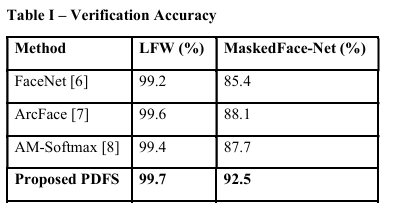 Table I – Verification Accuracy
Method LFW (%) MaskedFace-Net (%)
FaceNet [6] 99.2 85.4
ArcFace [7] 99.6 88.1
AM-Softmax [8] 99.4 87.7
Proposed PDFS 99.7 92.5